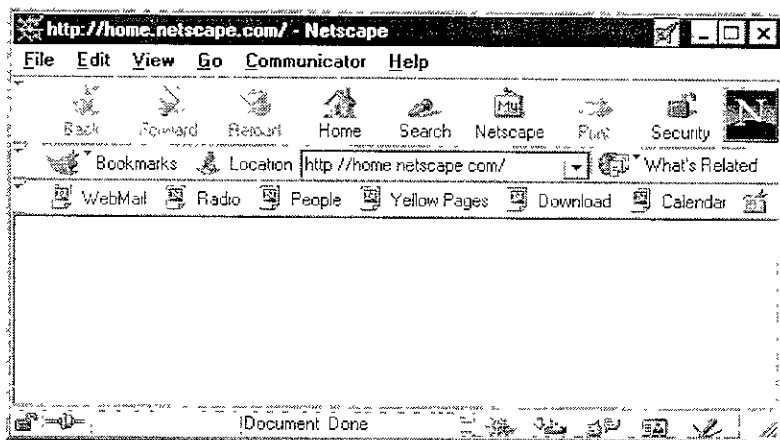 http://home.netscape.com/ - Netscape
File Edit View Go Communicator Help
Back Forward Reload Home Search My Netscape Print Security N
Bookmarks Location http //home netscape com/ What's Related
WebMail Radio People Yellow Pages Download Calendar
Document Done